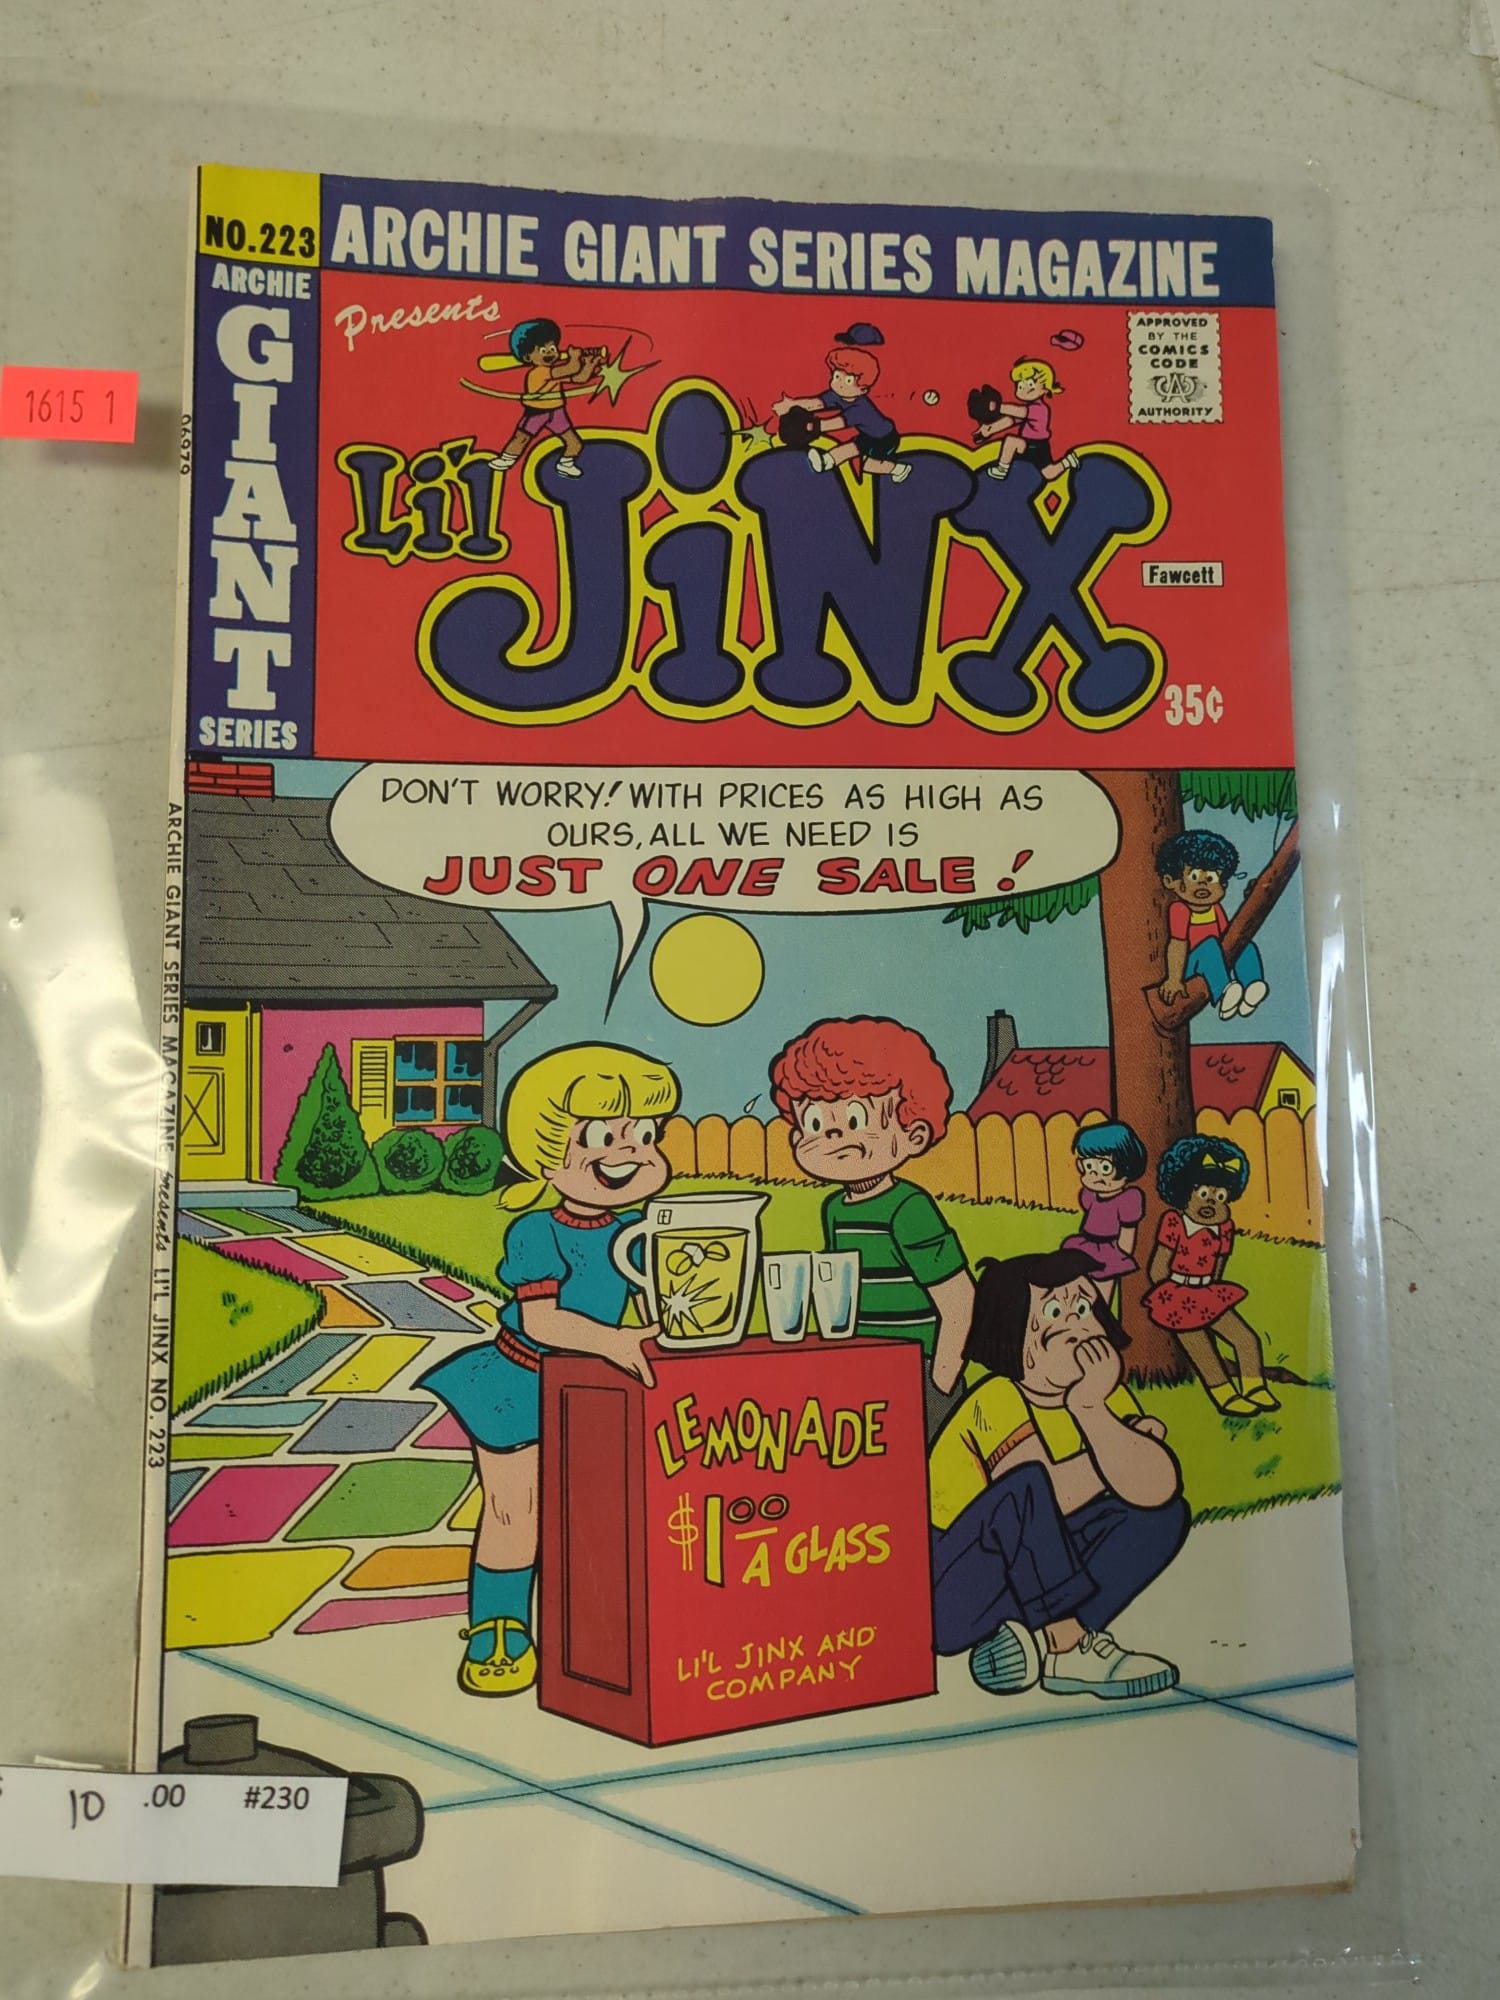 NO.223
ARCHIE GIANT SERIES MAGAZINE
ARCHIE
GIANT
SERIES
Presents
APPROVED
BY THE
COMICS
CODE
CA
AUTHORITY
Li'l JiNX
Fawcett
35¢
1615 1
06979
ARCHIE GIANT SERIES MAGAZINE Presents LI'L JINX NO. 223
DON'T WORRY! WITH PRICES AS HIGH AS
OURS, ALL WE NEED IS
JUST ONE SALE!
LEMONADE
$1.00
A GLASS
LI'L JINX AND
COMPANY
10 .00 #230